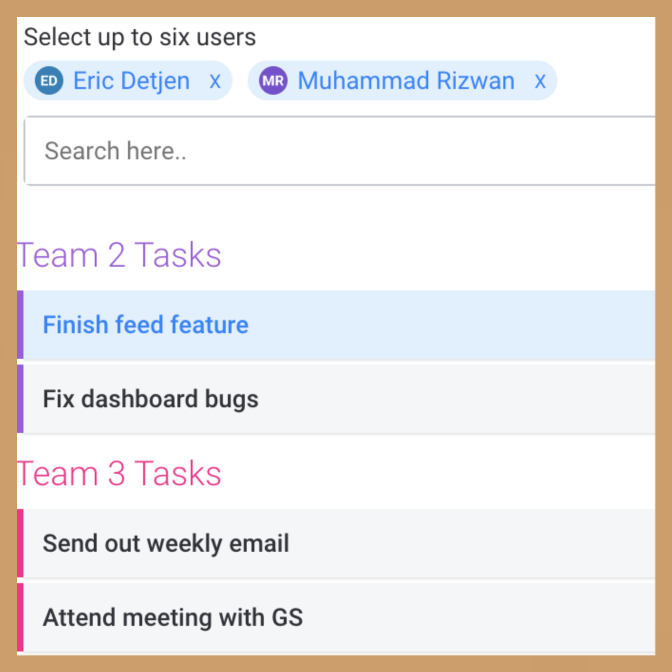 Select up to six users
ED Eric Detjen x MR Muhammad Rizwan x
Search here..
Team 2 Tasks
Finish feed feature
Fix dashboard bugs
Team 3 Tasks
Send out weekly email
Attend meeting with GS